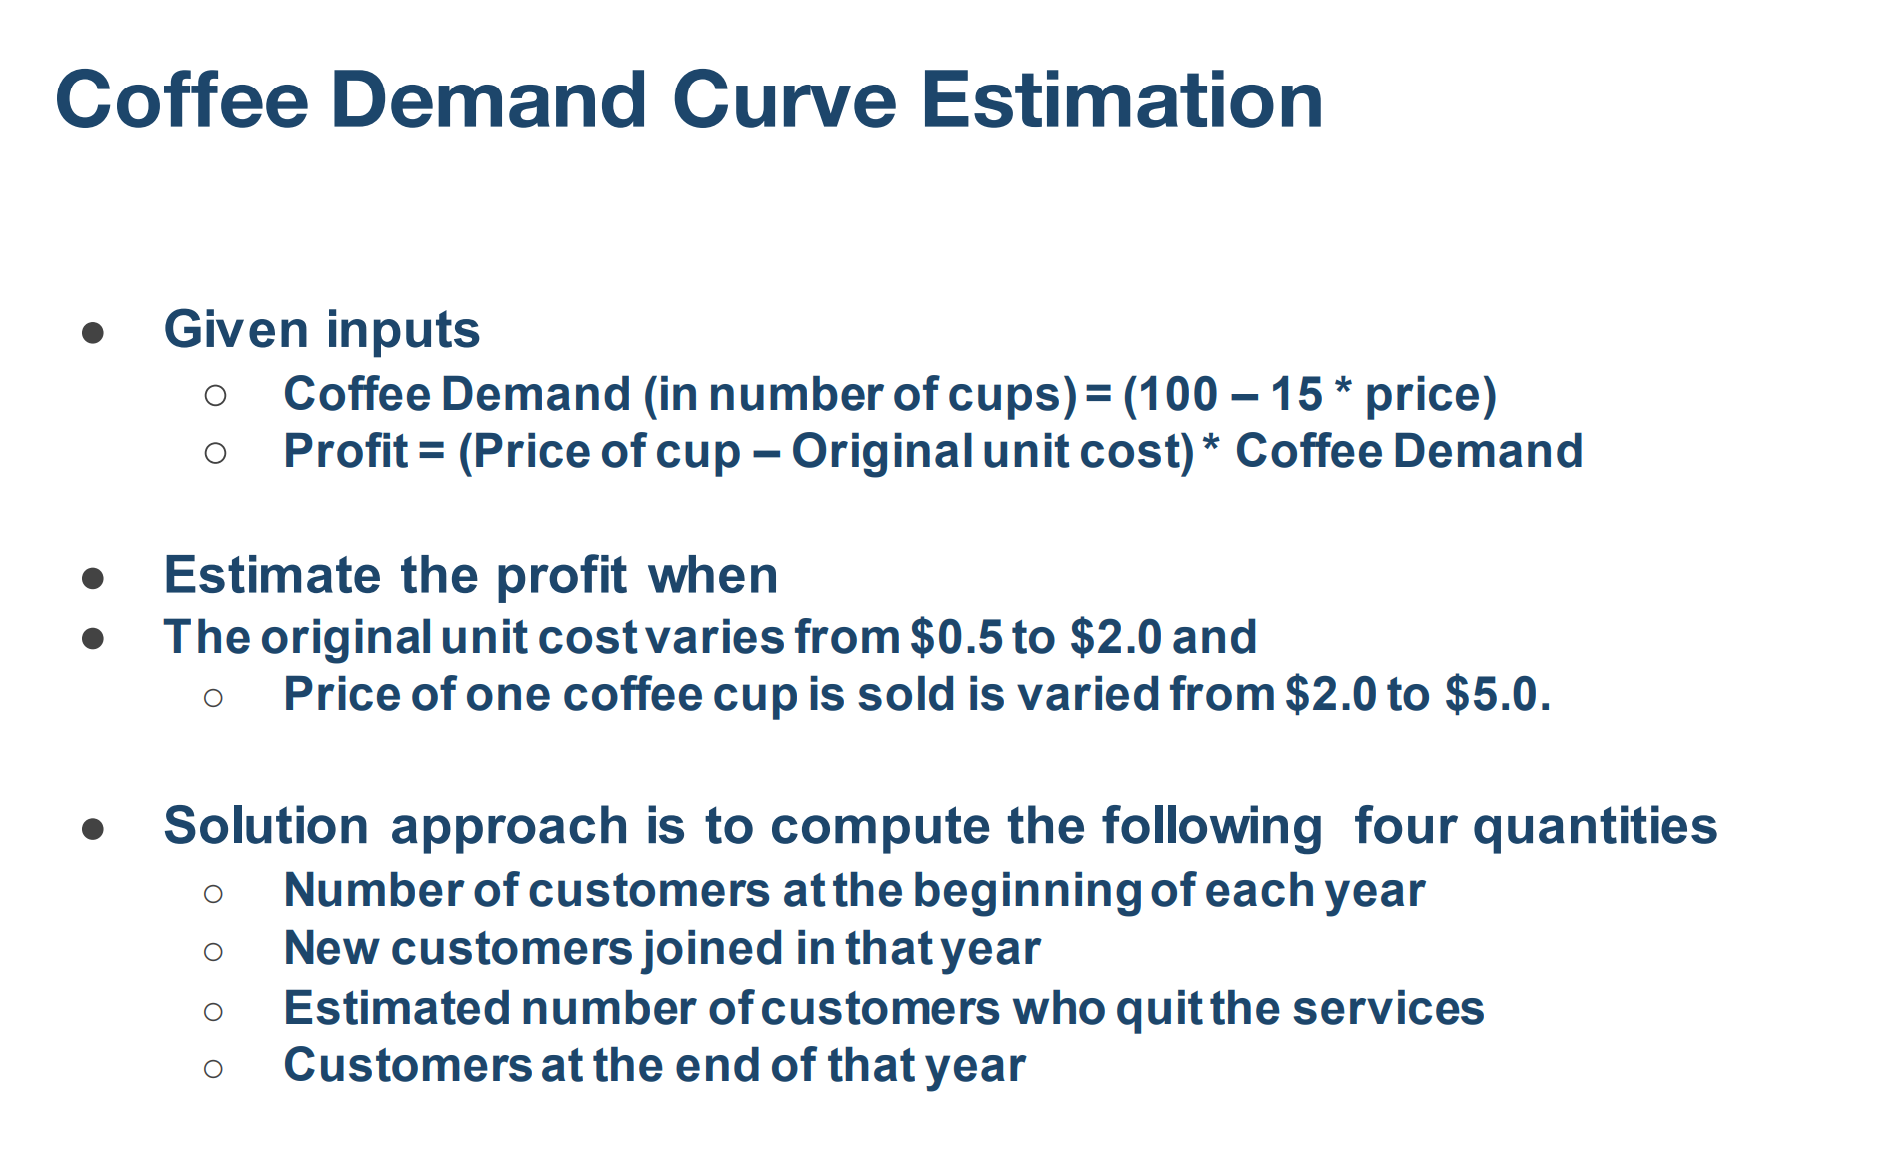 Coffee Demand Curve Estimation
● Given inputs
○ Coffee Demand (in number of cups) = (100 – 15 * price)
○ Profit = (Price of cup – Original unit cost) * Coffee Demand
● Estimate the profit when
● The original unit cost varies from $0.5 to $2.0 and
○ Price of one coffee cup is sold is varied from $2.0 to $5.0.
● Solution approach is to compute the following four quantities
○ Number of customers at the beginning of each year
○ New customers joined in that year
○ Estimated number of customers who quit the services
○ Customers at the end of that year